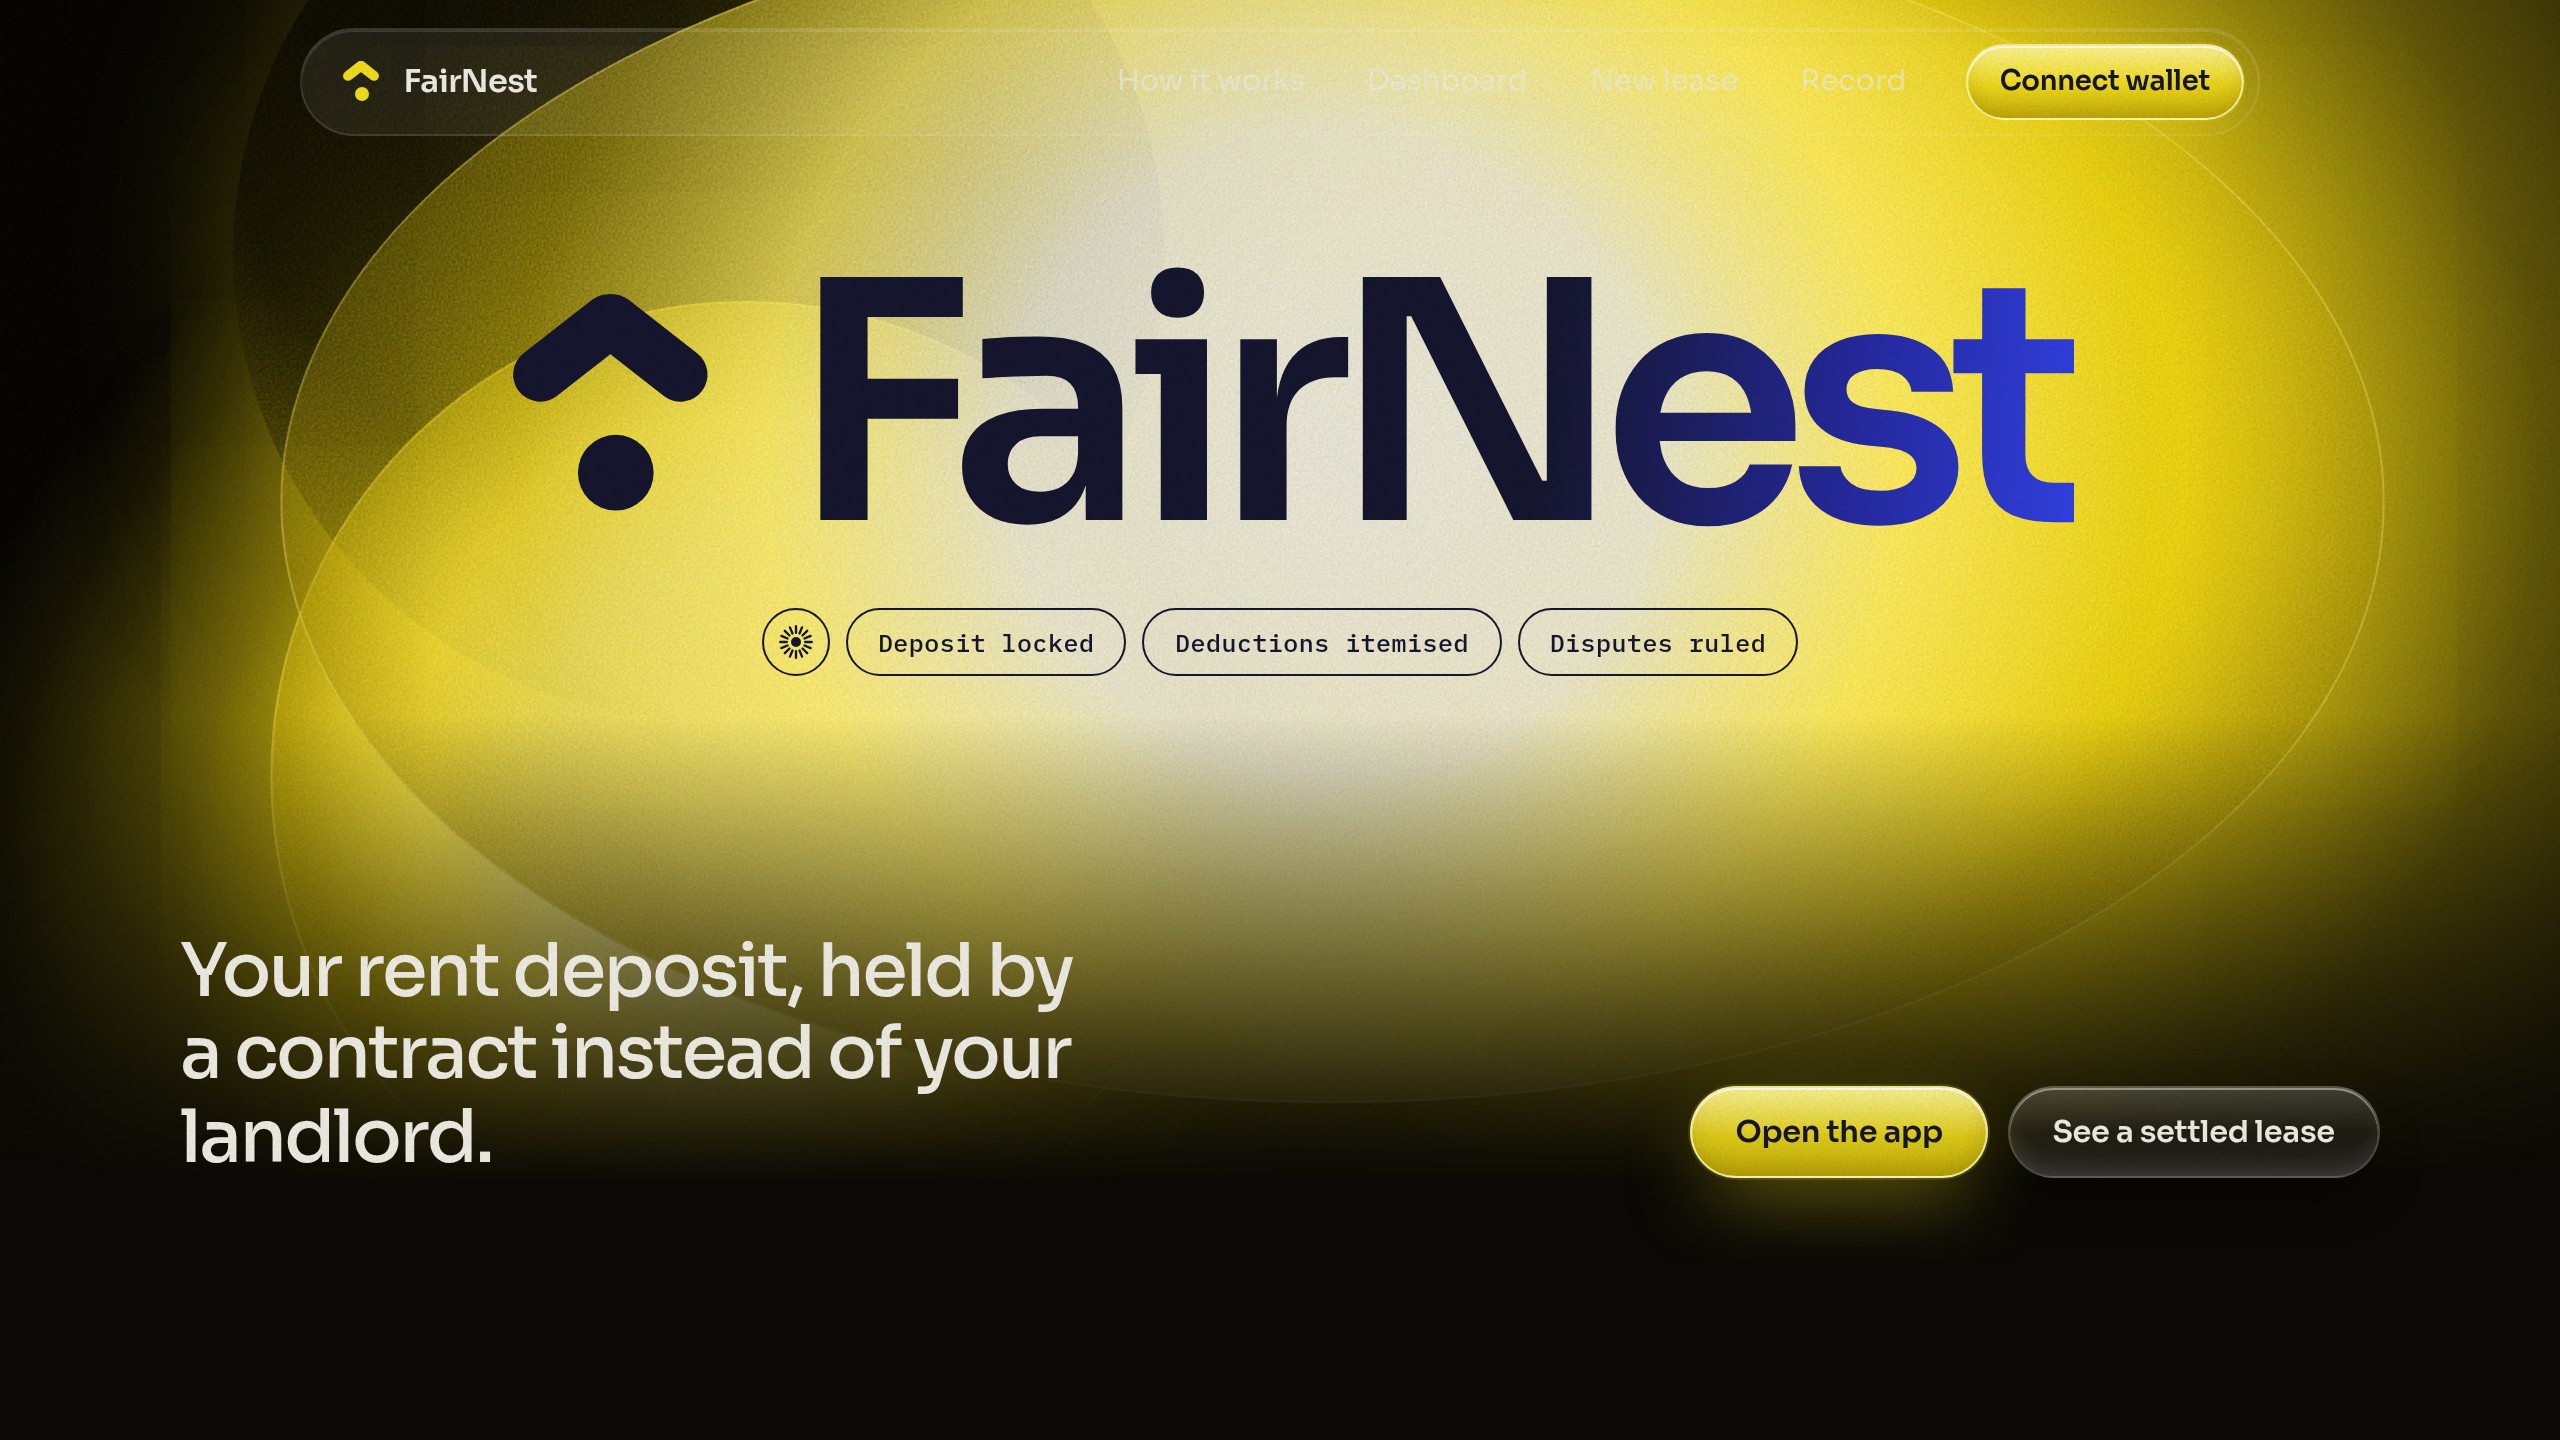 FairNest
How it works
Dashboard
New lease
Record
Connect wallet
FairNest
Deposit locked
Deductions itemised
Disputes ruled
Your rent deposit, held by
a contract instead of your
landlord.
Open the app
See a settled lease